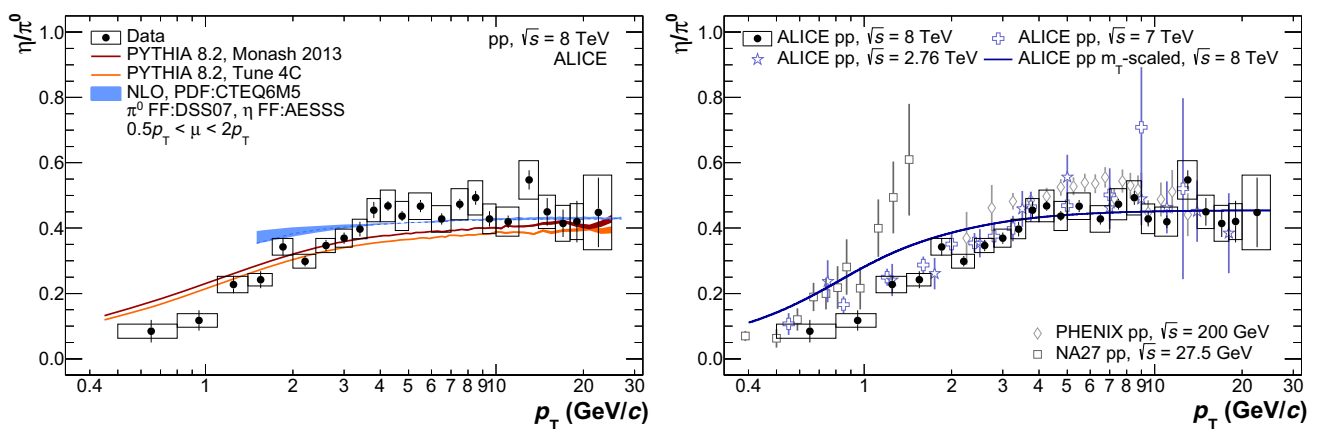 η/π⁰
Data
PYTHIA 8.2, Monash 2013
PYTHIA 8.2, Tune 4C
NLO, PDF:CTEQ6M5
π⁰ FF:DSS07, η FF:AESSS
0.5p_T < μ < 2p_T
pp, √s = 8 TeV
ALICE
1.0
0.8
0.6
0.4
0.2
0.0
0.4 1 2 3 4 5 6 7 8 910 20 30
p_T (GeV/c)
η/π⁰
ALICE pp, √s = 8 TeV
ALICE pp, √s = 7 TeV
ALICE pp, √s = 2.76 TeV
ALICE pp m_T-scaled, √s = 8 TeV
1.0
0.8
0.6
0.4
0.2
0.0
PHENIX pp, √s = 200 GeV
NA27 pp, √s = 27.5 GeV
0.4 1 2 3 4 5 6 7 8 910 20 30
p_T (GeV/c)